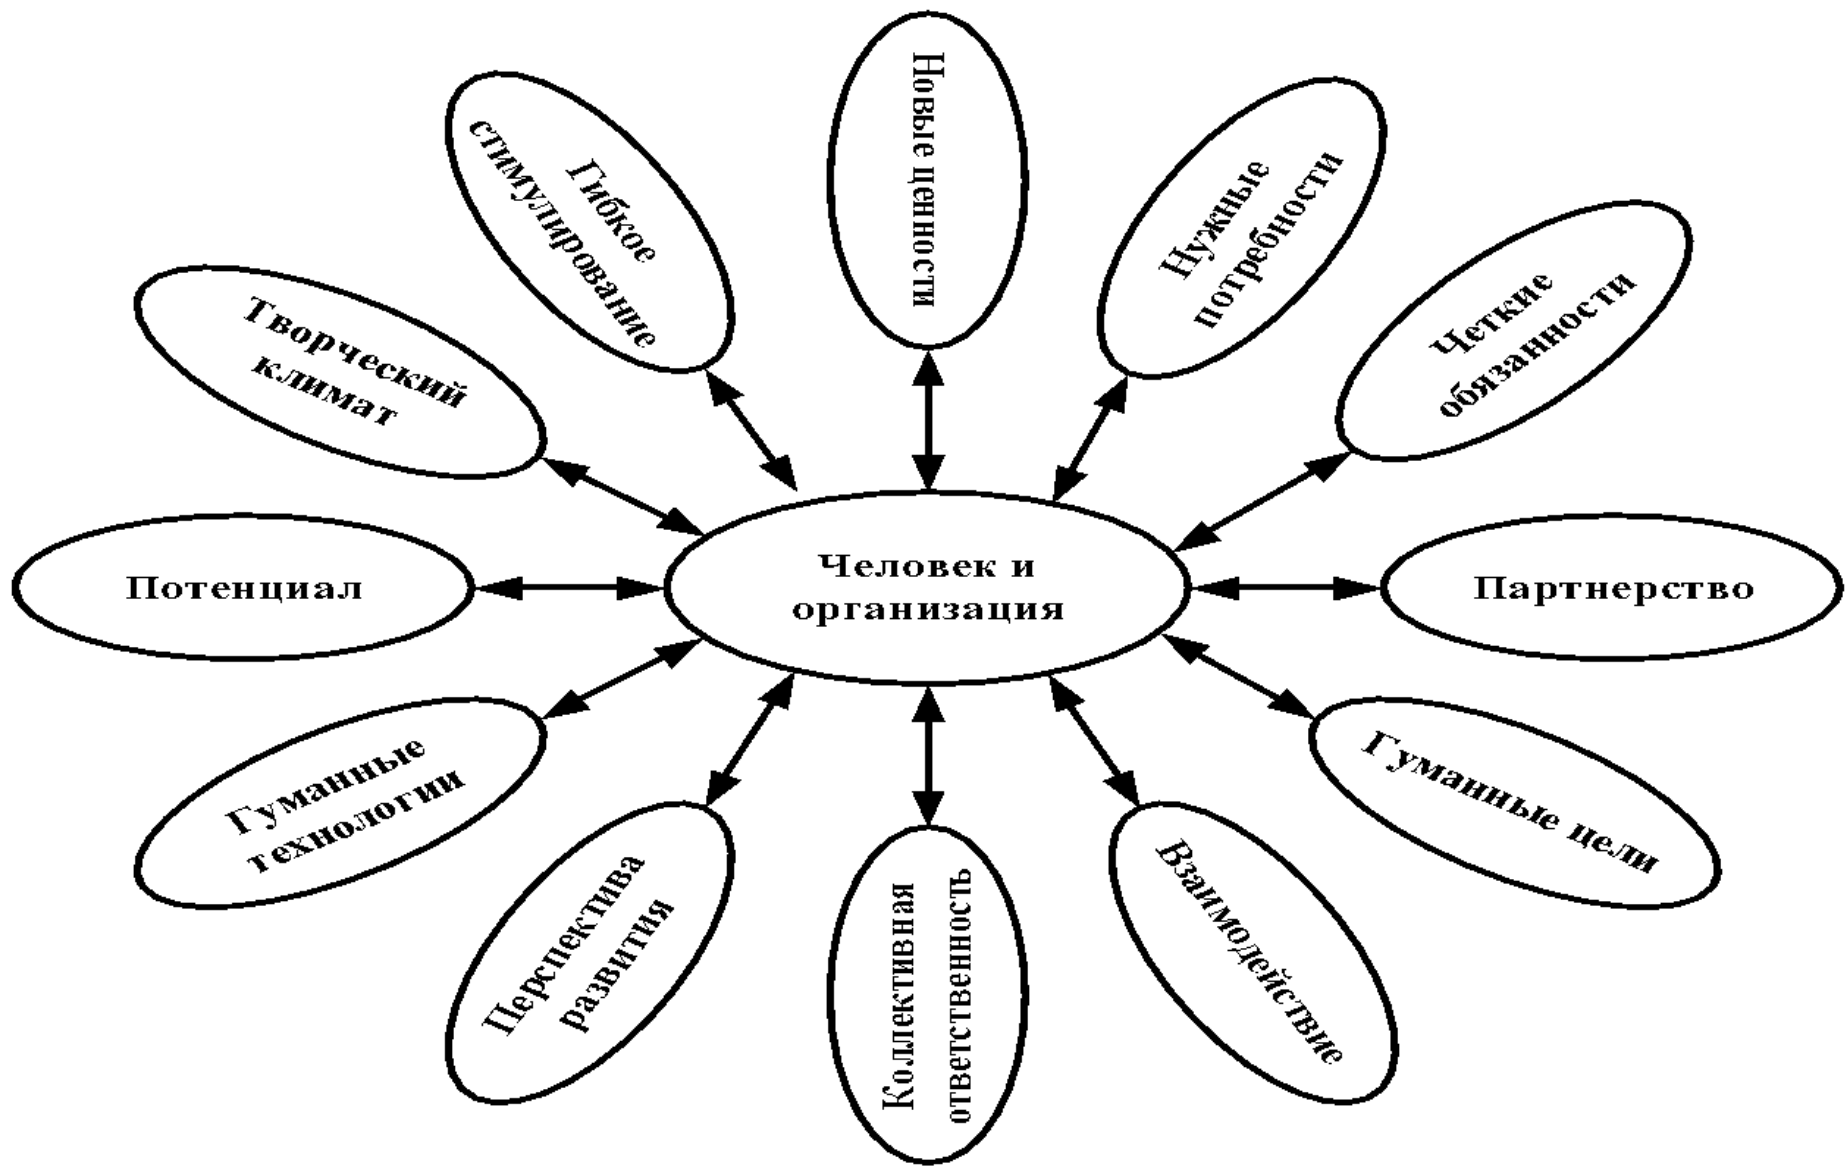 Новые ценности
Нужные
потребности
Четкие
обязанности
Партнерство
Гуманные цели
Взаимодействие
Коллективная
ответственность
Перспектива
развития
Гуманные
технологии
Потенциал
Творческий
климат
Гибкое
стимулирование
Человек и
организация